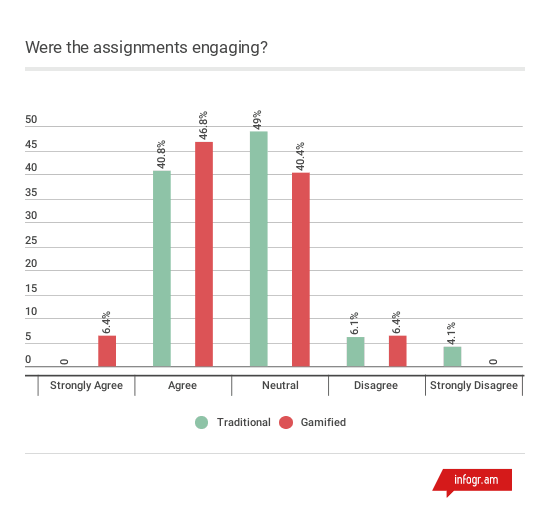 Were the assignments engaging?
50
45
40
35
30
25
20
15
10
5
0
0
6.4%
40.8%
46.8%
49%
40.4%
6.1%
6.4%
4.1%
0
Strongly Agree
Agree
Neutral
Disagree
Strongly Disagree
Traditional Gamified
infogr.am